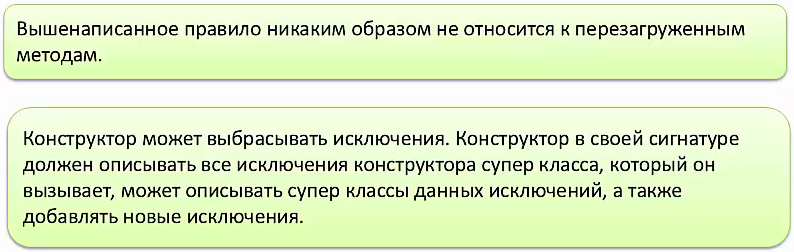 Вышенаписанное правило никаким образом не относится к перезагруженным
методам.
Конструктор может выбрасывать исключения. Конструктор в своей сигнатуре
должен описывать все исключения конструктора супер класса, который он
вызывает, может описывать супер классы данных исключений, а также
добавлять новые исключения.